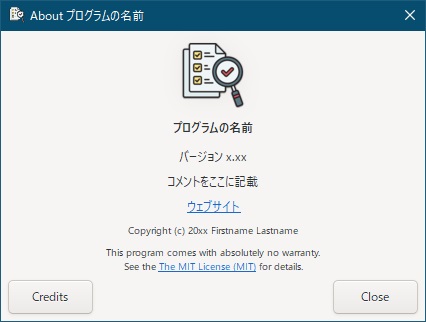 About プログラムの名前
プログラムの名前
バージョン x.xx
コメントをここに記載
ウェブサイト
Copyright (c) 20xx Firstname Lastname
This program comes with absolutely no warranty.
See the The MIT License (MIT) for details.
Credits
Close